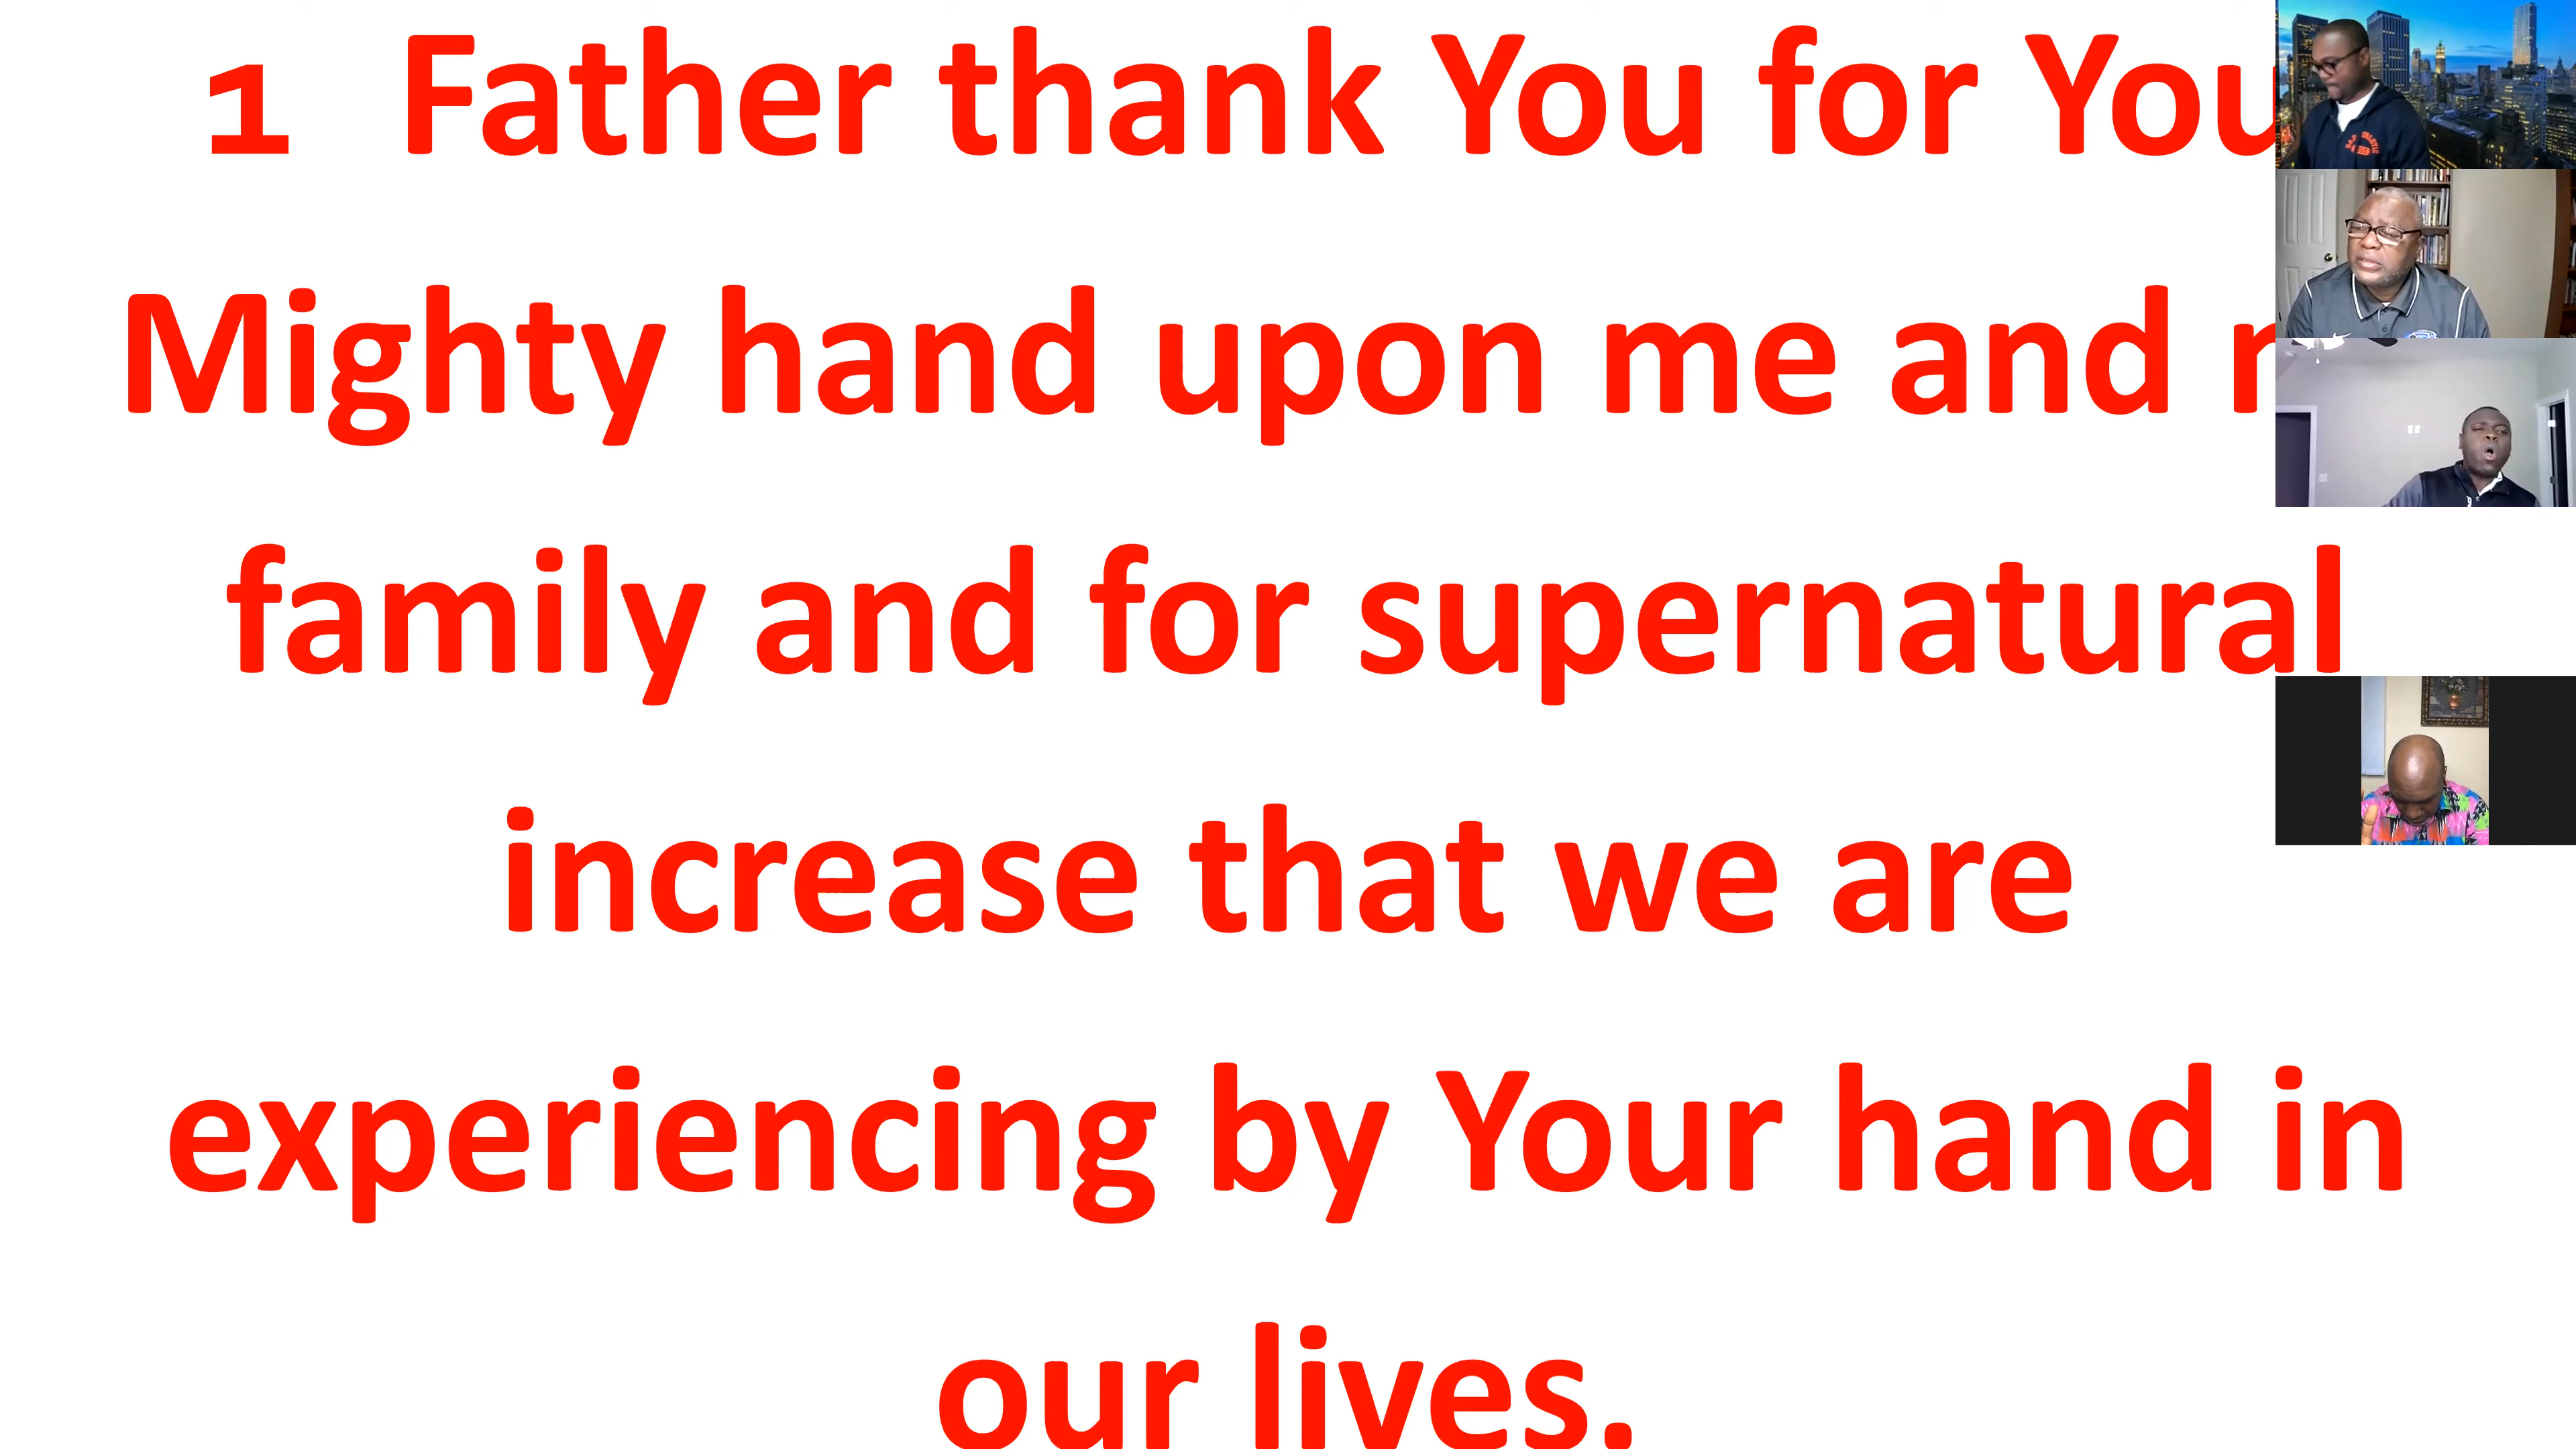 1 Father thank You for You
Mighty hand upon me and
family and for supernatural
increase that we are
experiencing by Your hand in
our lives.